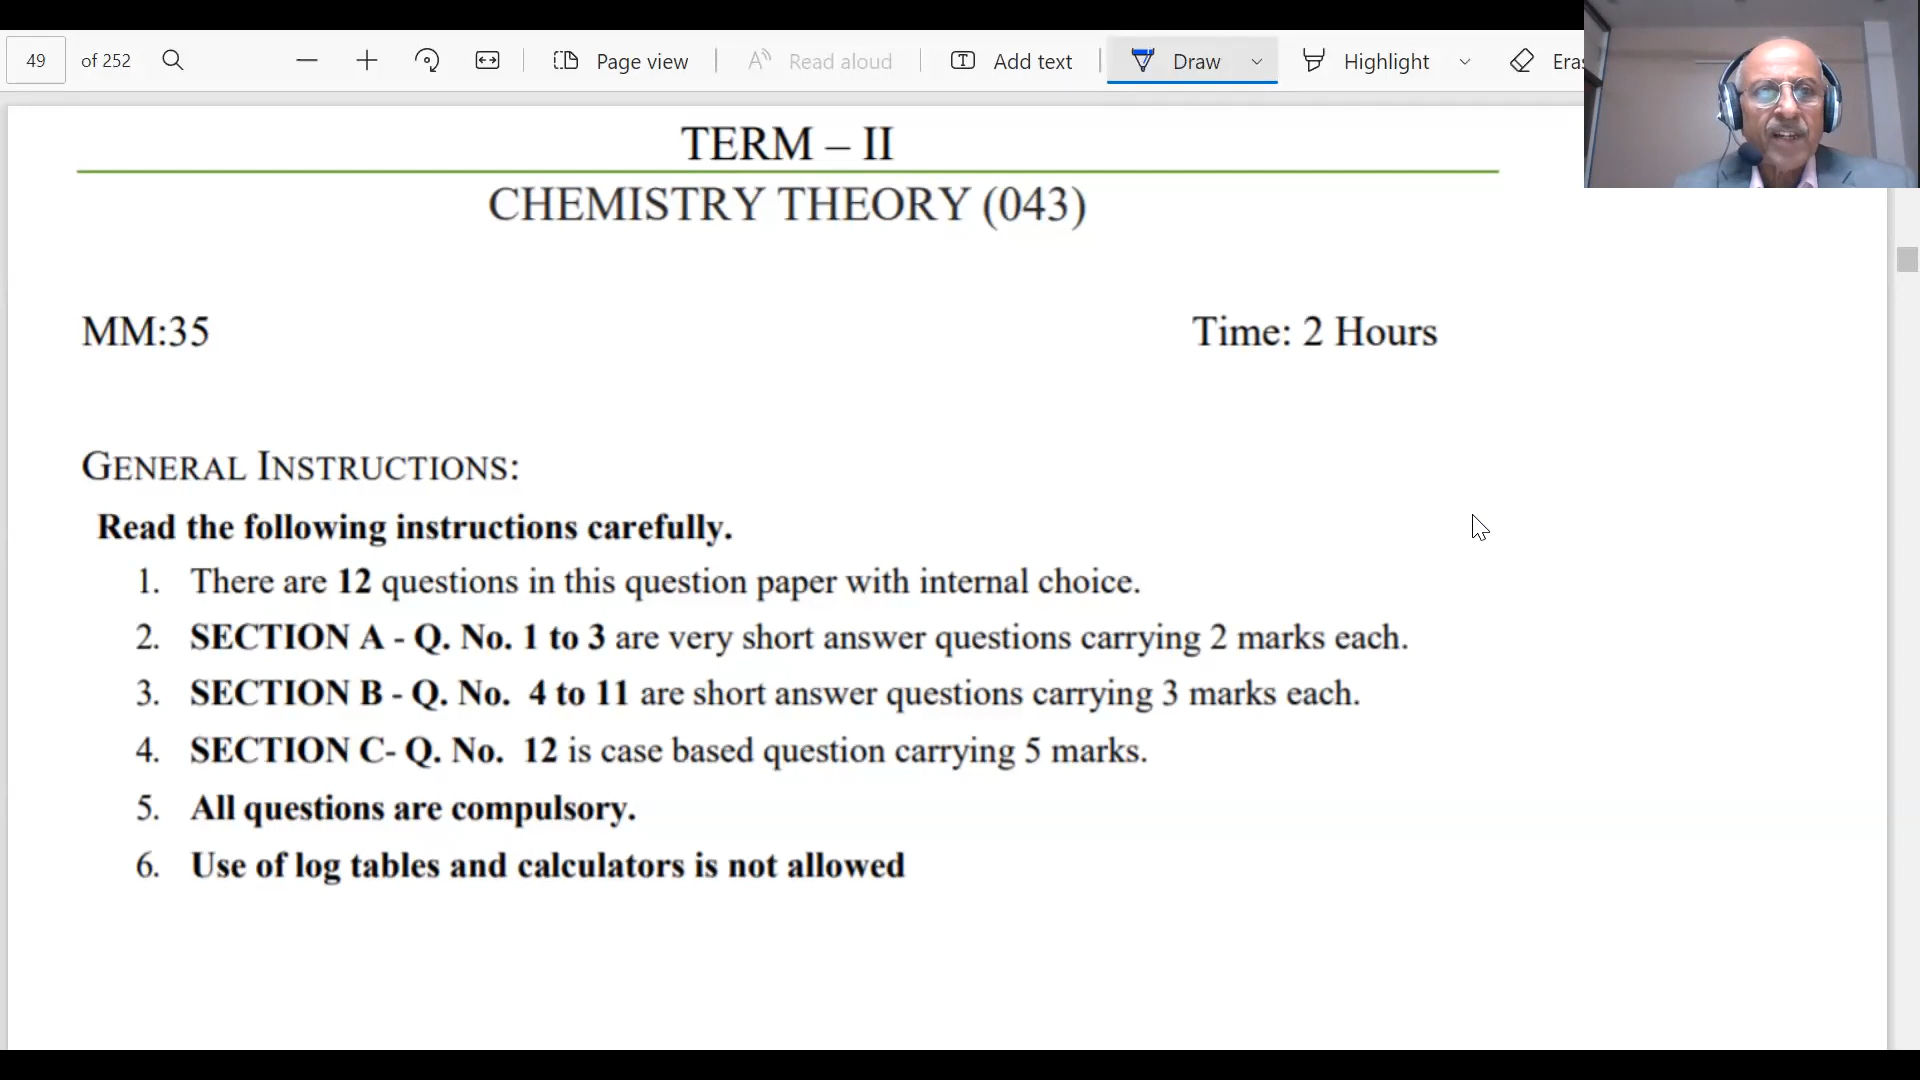 49 of 252 Page view Read aloud Add text Draw Highlight
TERM – II
CHEMISTRY THEORY (043)
MM:35 Time: 2 Hours
GENERAL INSTRUCTIONS:
Read the following instructions carefully.
1. There are 12 questions in this question paper with internal choice.
2. SECTION A - Q. No. 1 to 3 are very short answer questions carrying 2 marks each.
3. SECTION B - Q. No. 4 to 11 are short answer questions carrying 3 marks each.
4. SECTION C- Q. No. 12 is case based question carrying 5 marks.
5. All questions are compulsory.
6. Use of log tables and calculators is not allowed